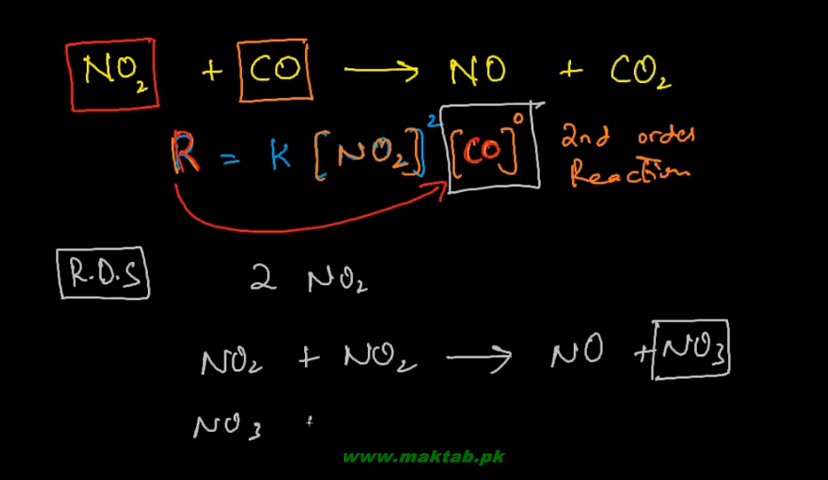 NO₂ + CO ⟶ NO + CO₂
R = K [NO₂]² [CO]⁰ 2nd order Reaction
R.D.S 2 NO₂
NO₂ + NO₂ ⟶ NO + NO₃
NO₃ +
www.maktab.pk